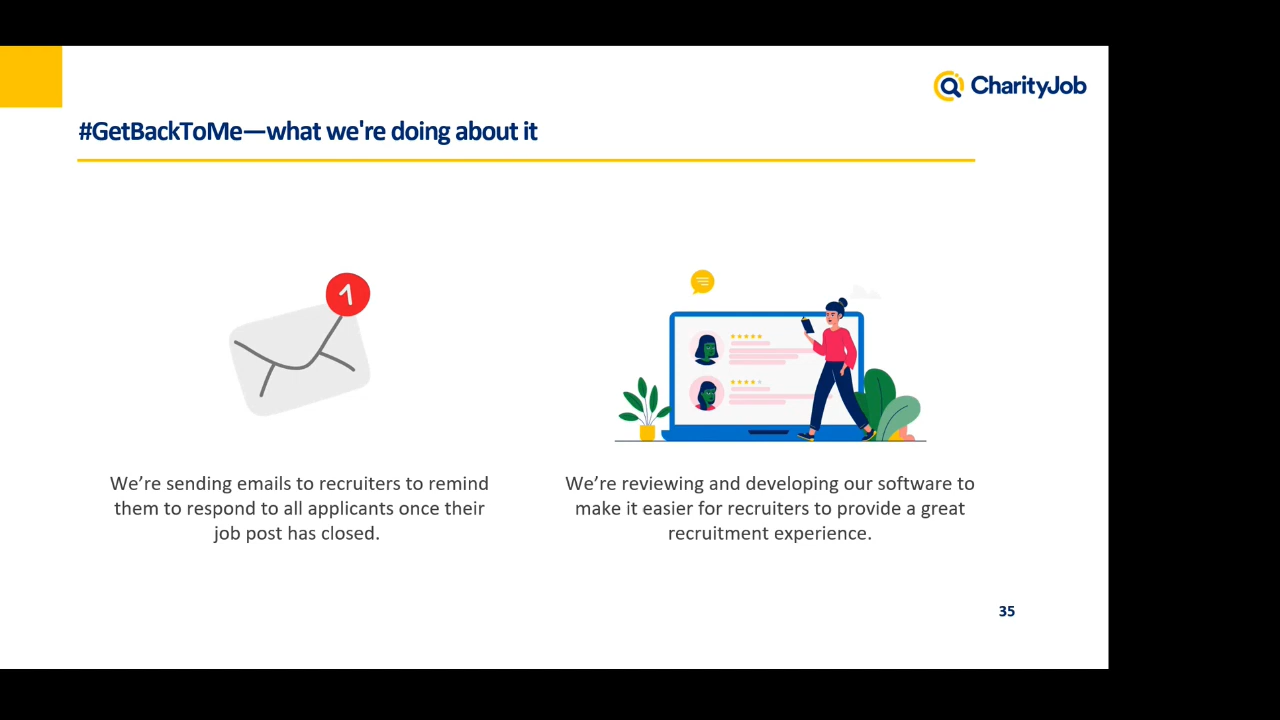 CharityJob
#GetBackToMe—what we're doing about it
1
We’re sending emails to recruiters to remind
them to respond to all applicants once their
job post has closed.
We’re reviewing and developing our software to
make it easier for recruiters to provide a great
recruitment experience.
35